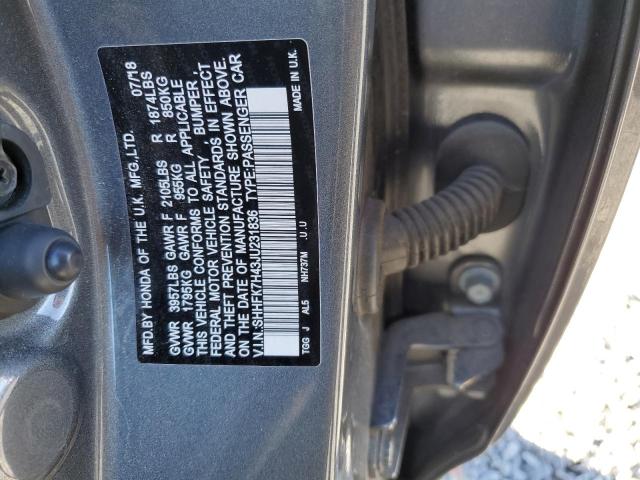 MFD.BY HONDA OF THE U.K. MFG.,LTD. 07/18
GVWR 3957LBS GAWR F 2105LBS R 1874LBS
GVWR 1795KG GAWR F 955KG R 850KG
THIS VEHICLE CONFORMS TO ALL APPLICABLE
FEDERAL MOTOR VEHICLE SAFETY , BUMPER ,
AND THEFT PREVENTION STANDARDS IN EFFECT
ON THE DATE OF MANUFACTURE SHOWN ABOVE.
V.I.N.:SHHFK7H43JU231836 TYPE:PASSENGER CAR
TGG J AL5 NH737M .U.U MADE IN U.K.